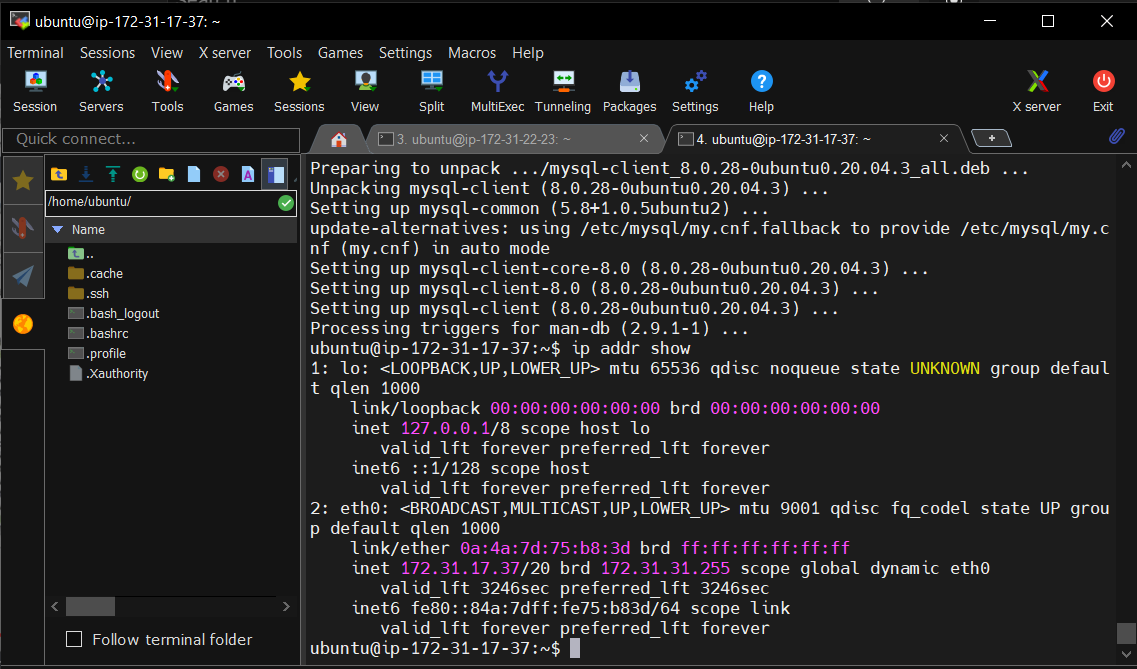 ubuntu@ip-172-31-17-37: ~
Terminal Sessions View X server Tools Games Settings Macros Help
Session Servers Tools Games Sessions View Split MultiExec Tunneling Packages Settings Help X server Exit
Quick connect...
3. ubuntu@ip-172-31-22-23: ~
4. ubuntu@ip-172-31-17-37: ~
/home/ubuntu/
Name
..
.cache
.ssh
.bash_logout
.bashrc
.profile
.Xauthority
Follow terminal folder
Preparing to unpack .../mysql-client_8.0.28-0ubuntu0.20.04.3_all.deb ...
Unpacking mysql-client (8.0.28-0ubuntu0.20.04.3) ...
Setting up mysql-common (5.8+1.0.5ubuntu2) ...
update-alternatives: using /etc/mysql/my.cnf.fallback to provide /etc/mysql/my.c
nf (my.cnf) in auto mode
Setting up mysql-client-core-8.0 (8.0.28-0ubuntu0.20.04.3) ...
Setting up mysql-client-8.0 (8.0.28-0ubuntu0.20.04.3) ...
Setting up mysql-client (8.0.28-0ubuntu0.20.04.3) ...
Processing triggers for man-db (2.9.1-1) ...
ubuntu@ip-172-31-17-37:~$ ip addr show
1: lo: <LOOPBACK,UP,LOWER_UP> mtu 65536 qdisc noqueue state UNKNOWN group defaul
t qlen 1000
link/loopback 00:00:00:00:00:00 brd 00:00:00:00:00:00
inet 127.0.0.1/8 scope host lo
valid_lft forever preferred_lft forever
inet6 ::1/128 scope host
valid_lft forever preferred_lft forever
2: eth0: <BROADCAST,MULTICAST,UP,LOWER_UP> mtu 9001 qdisc fq_codel state UP grou
p default qlen 1000
link/ether 0a:4a:7d:75:b8:3d brd ff:ff:ff:ff:ff:ff
inet 172.31.17.37/20 brd 172.31.31.255 scope global dynamic eth0
valid_lft 3246sec preferred_lft 3246sec
inet6 fe80::84a:7dff:fe75:b83d/64 scope link
valid_lft forever preferred_lft forever
ubuntu@ip-172-31-17-37:~$